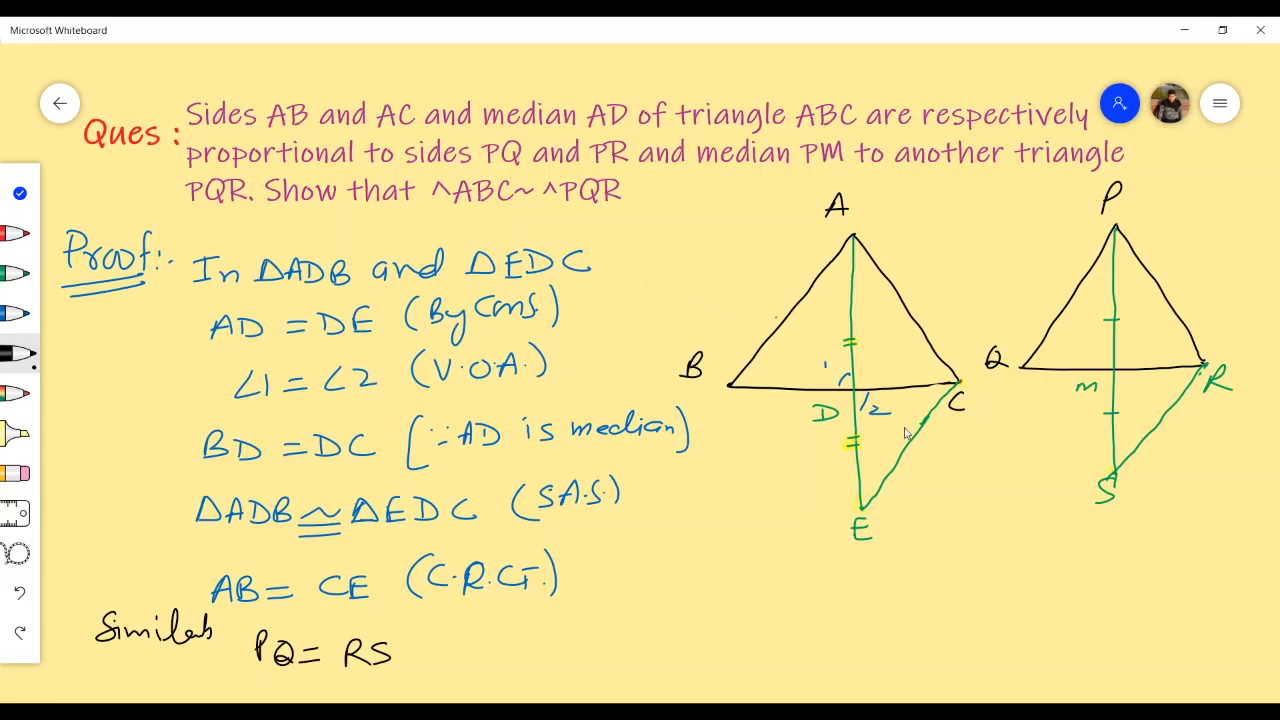 Microsoft Whiteboard
Ques : Sides AB and AC and median AD of triangle ABC are respectively
proportional to sides PQ and PR and median PM to another triangle
PQR. Show that ^ABC~ ^PQR
Proof:-
In ΔADB and ΔEDC
AD = DE (By Cons.)
∠1 = ∠2 (V.O.A.)
BD = DC [∵ AD is median)
ΔADB ≅ ΔEDC (S.A.S.)
AB = CE (C.P.CT.)
PQ = RS
A
B
D
C
1
2
E
P
Q
m
R
S